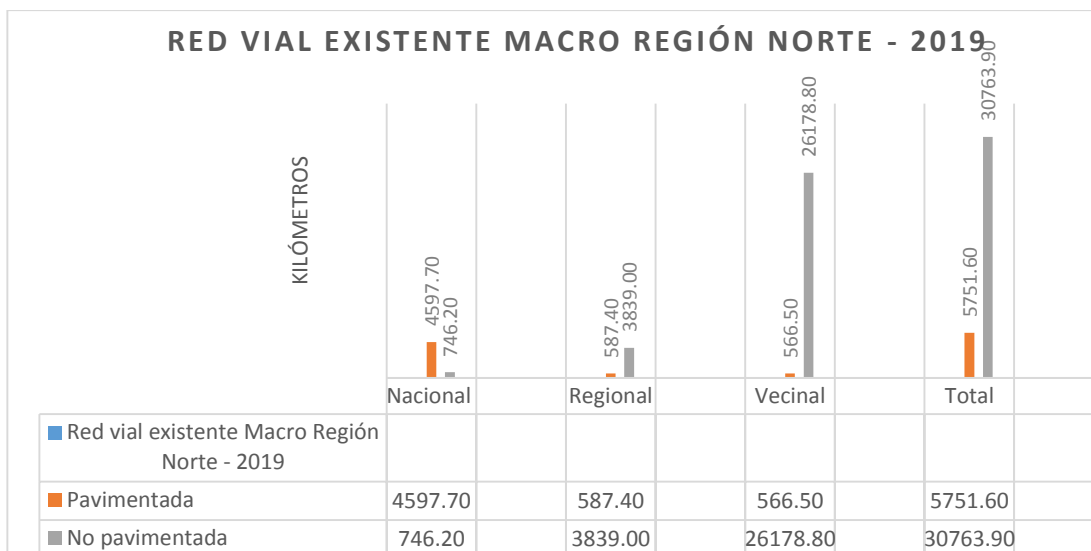 RED VIAL EXISTENTE MACRO REGIÓN NORTE - 2019
KILÓMETROS
4597.70
746.20
587.40
3839.00
566.50
26178.80
5751.60
30763.90
Nacional Regional Vecinal Total
Red vial existente Macro Región
Norte - 2019
Pavimentada 4597.70 587.40 566.50 5751.60
No pavimentada 746.20 3839.00 26178.80 30763.90